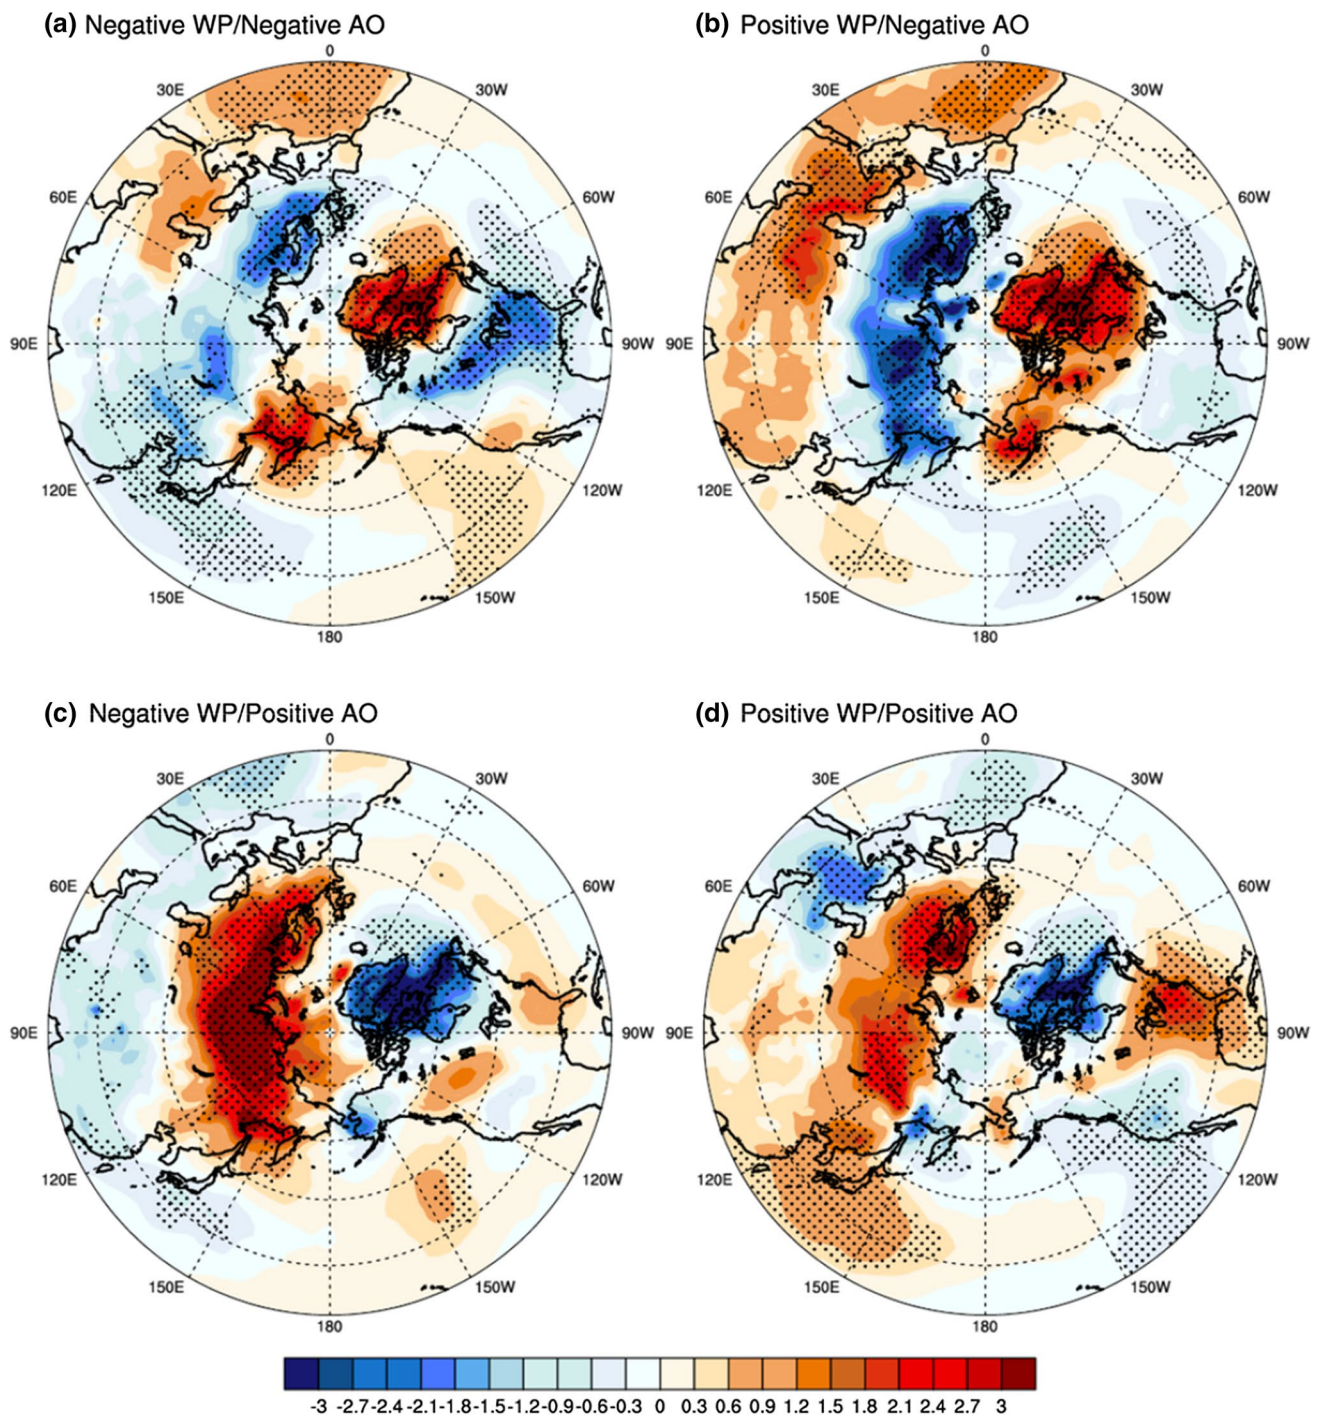 (a) Negative WP/Negative AO
(b) Positive WP/Negative AO
0
0
30E
30W
30E
30W
60E
60W
60E
60W
90E
90W
90E
90W
120E
120W
120E
120W
150E
150W
150E
150W
180
180
(c) Negative WP/Positive AO
(d) Positive WP/Positive AO
0
0
30E
30W
30E
30W
60E
60W
60E
60W
90E
90W
90E
90W
120E
120W
120E
120W
150E
150W
150E
150W
180
180
-3 -2.7 -2.4 -2.1 -1.8 -1.5 -1.2 -0.9 -0.6 -0.3 0 0.3 0.6 0.9 1.2 1.5 1.8 2.1 2.4 2.7 3